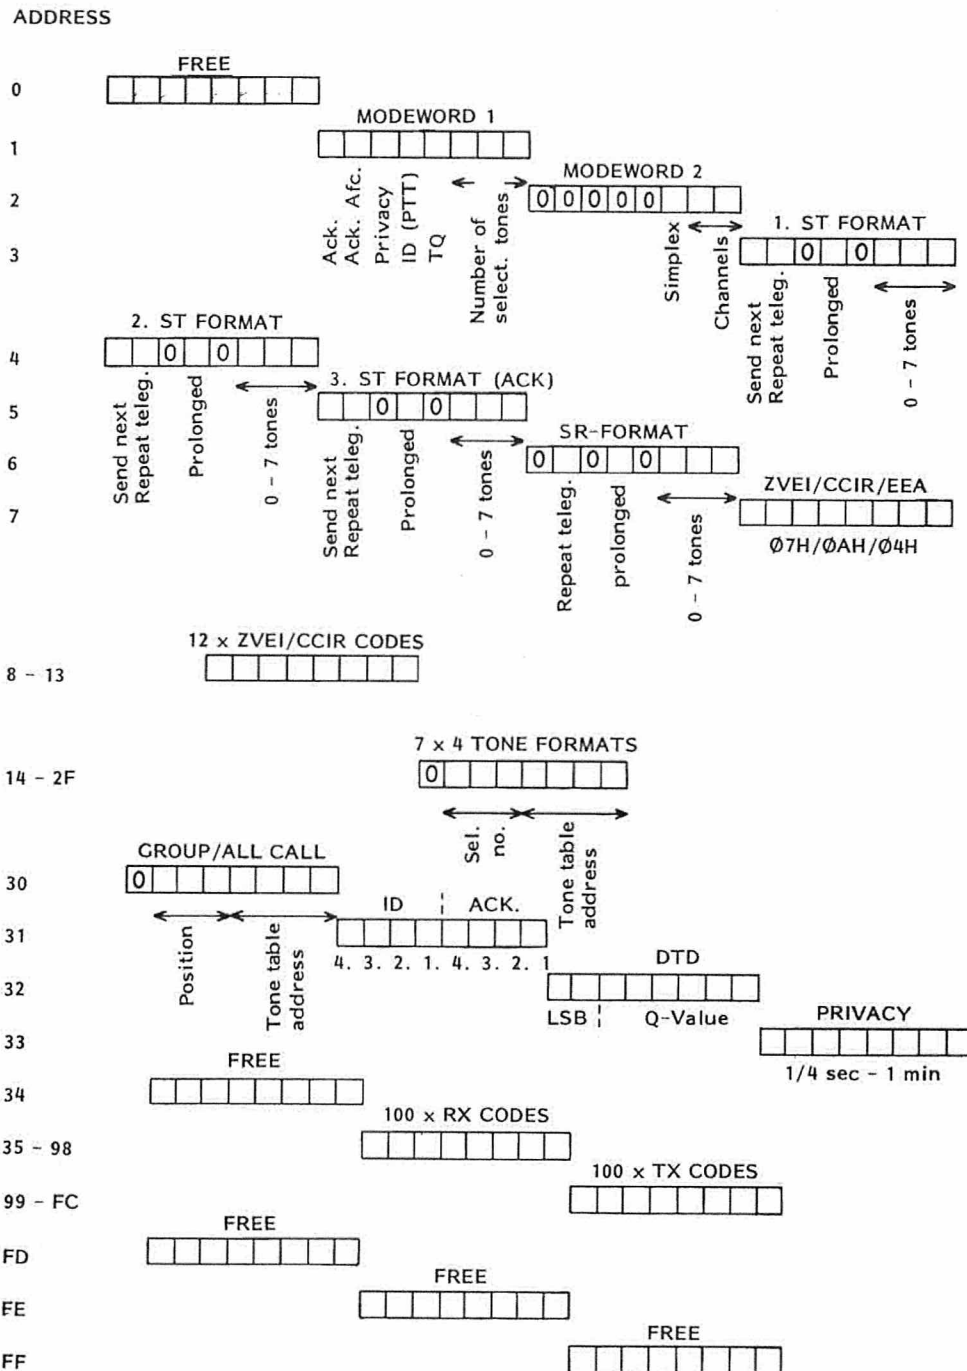 ADDRESS
FREE
0
MODEWORD 1
1
Ack.
Ack. Afc.
Privacy
ID (PTT)
TQ
Number of
select. tones
MODEWORD 2
2
0 0 0 0 0
Simplex
Channels
1. ST FORMAT
3
0 0
Send next
Repeat teleg.
Prolonged
0 - 7 tones
2. ST FORMAT
4
0 0
Send next
Repeat teleg.
Prolonged
0 - 7 tones
3. ST FORMAT (ACK)
5
0 0
Send next
Repeat teleg.
Prolonged
0 - 7 tones
SR-FORMAT
6
0 0 0
Repeat teleg.
prolonged
0 - 7 tones
ZVEI/CCIR/EEA
7
Ø7H/ØAH/Ø4H
12 x ZVEI/CCIR CODES
8 - 13
7 x 4 TONE FORMATS
14 - 2F
0
Sel.
no.
Tone table
address
GROUP/ALL CALL
30
0
Position
Tone table
address
ID ACK.
31
4. 3. 2. 1. 4. 3. 2. 1
DTD
32
LSB Q-Value
PRIVACY
33
1/4 sec - 1 min
FREE
34
100 x RX CODES
35 - 98
100 x TX CODES
99 - FC
FREE
FD
FREE
FE
FREE
FF